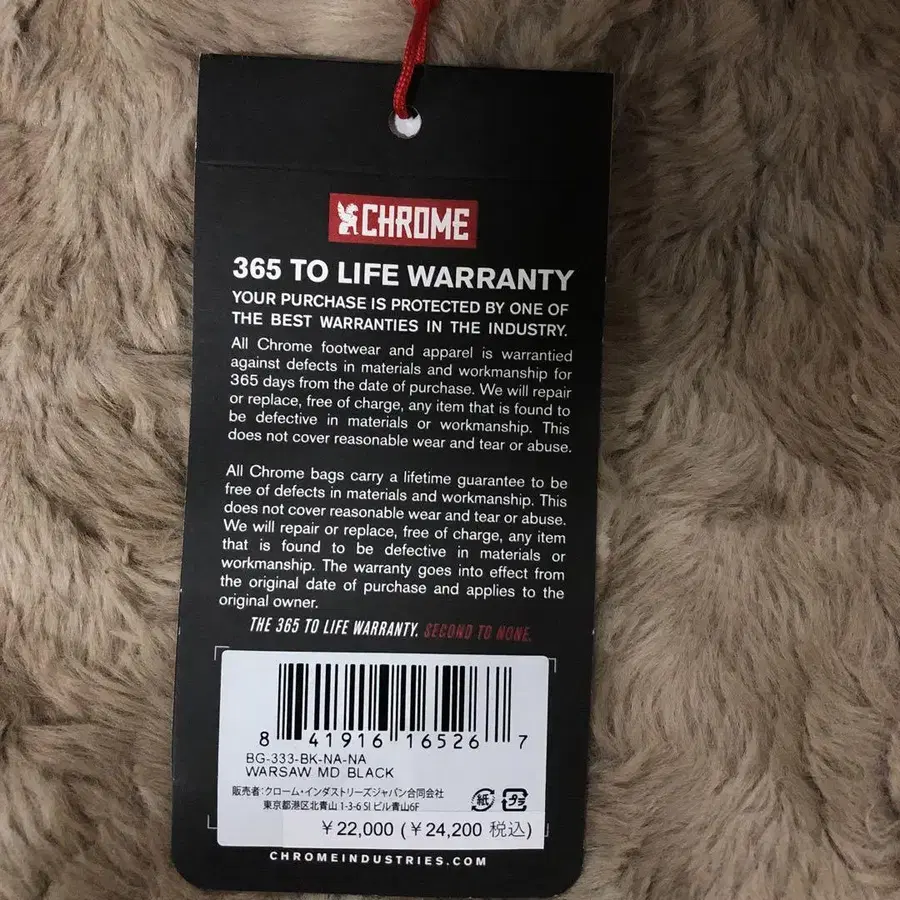 CHROME
365 TO LIFE WARRANTY
YOUR PURCHASE IS PROTECTED BY ONE OF
THE BEST WARRANTIES IN THE INDUSTRY.
All Chrome footwear and apparel is warrantied
against defects in materials and workmanship for
365 days from the date of purchase. We will repair
or replace, free of charge, any item that is found to
be defective in materials or workmanship. This
does not cover reasonable wear and tear or abuse.
All Chrome bags carry a lifetime guarantee to be
free of defects in materials and workmanship. This
does not cover reasonable wear and tear or abuse.
We will repair or replace, free of charge, any item
that is found to be defective in materials or
workmanship. The warranty goes into effect from
the original date of purchase and applies to the
original owner.
THE 365 TO LIFE WARRANTY. SECOND TO NONE.
8 41916 16526 7
BG-333-BK-NA-NA
WARSAW MD BLACK
販売者:クローム・インダストリーズジャパン合同会社
東京都港区北青山 1-3-6 SI ビル青山6F
紙 プラ
¥22,000 (¥24,200 税込)
CHROMEINDUSTRIES.COM